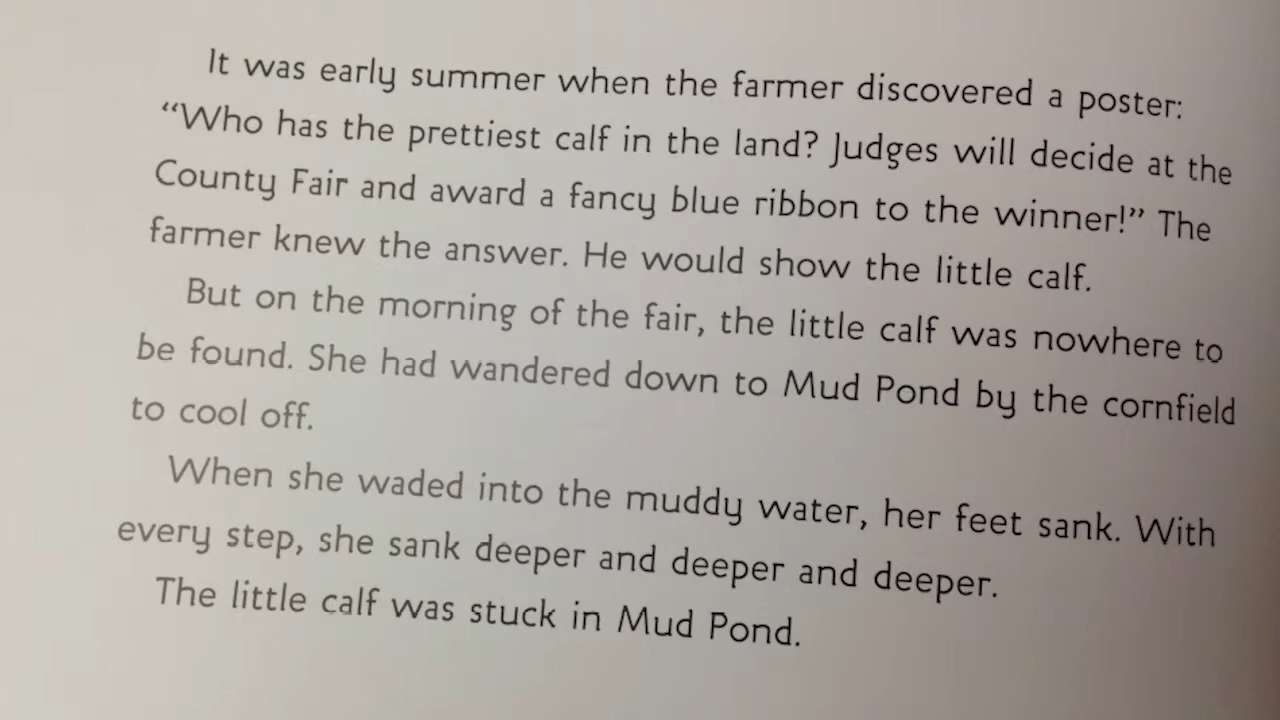 It was early summer when the farmer discovered a poster:
“Who has the prettiest calf in the land? Judges will decide at the
County Fair and award a fancy blue ribbon to the winner!” The
farmer knew the answer. He would show the little calf.
But on the morning of the fair, the little calf was nowhere to
be found. She had wandered down to Mud Pond by the cornfield
to cool off.
When she waded into the muddy water, her feet sank. With
every step, she sank deeper and deeper and deeper.
The little calf was stuck in Mud Pond.